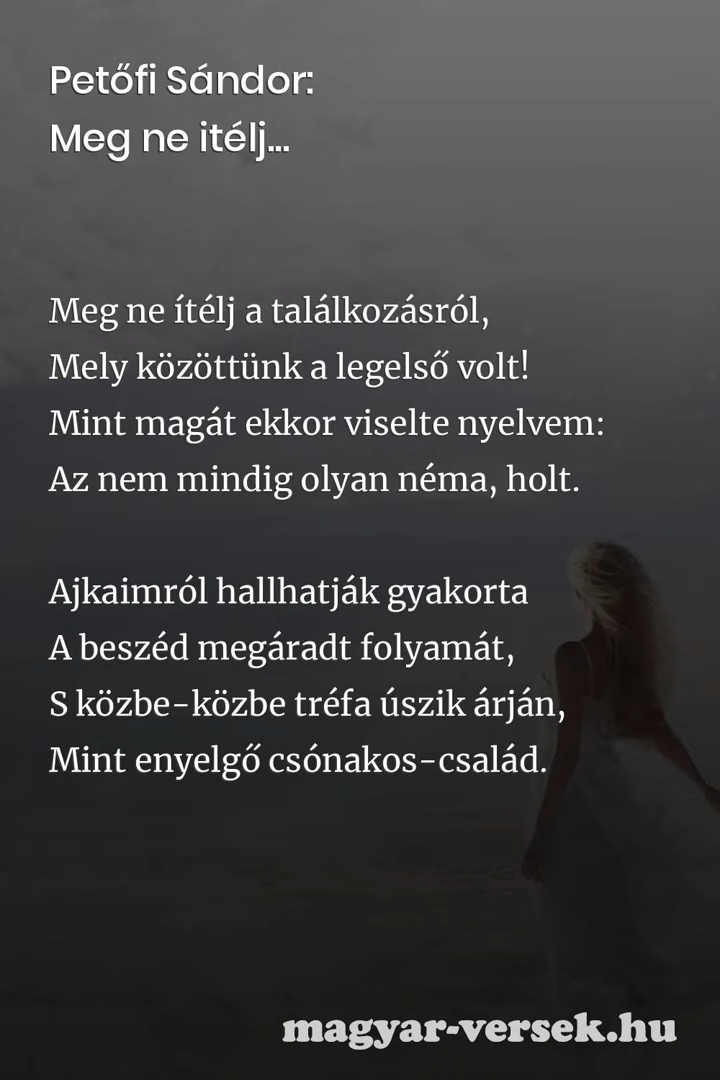 Petőfi Sándor:
Meg ne itélj...
Meg ne ítélj a találkozásról,
Mely közöttünk a legelső volt!
Mint magát ekkor viselte nyelvem:
Az nem mindig olyan néma, holt.
Ajkaimról hallhatják gyakorta
A beszéd megáradt folyamát,
S közbe-közbe tréfa úszik árján,
Mint enyelgő csónakos-család.
magyar-versek.hu